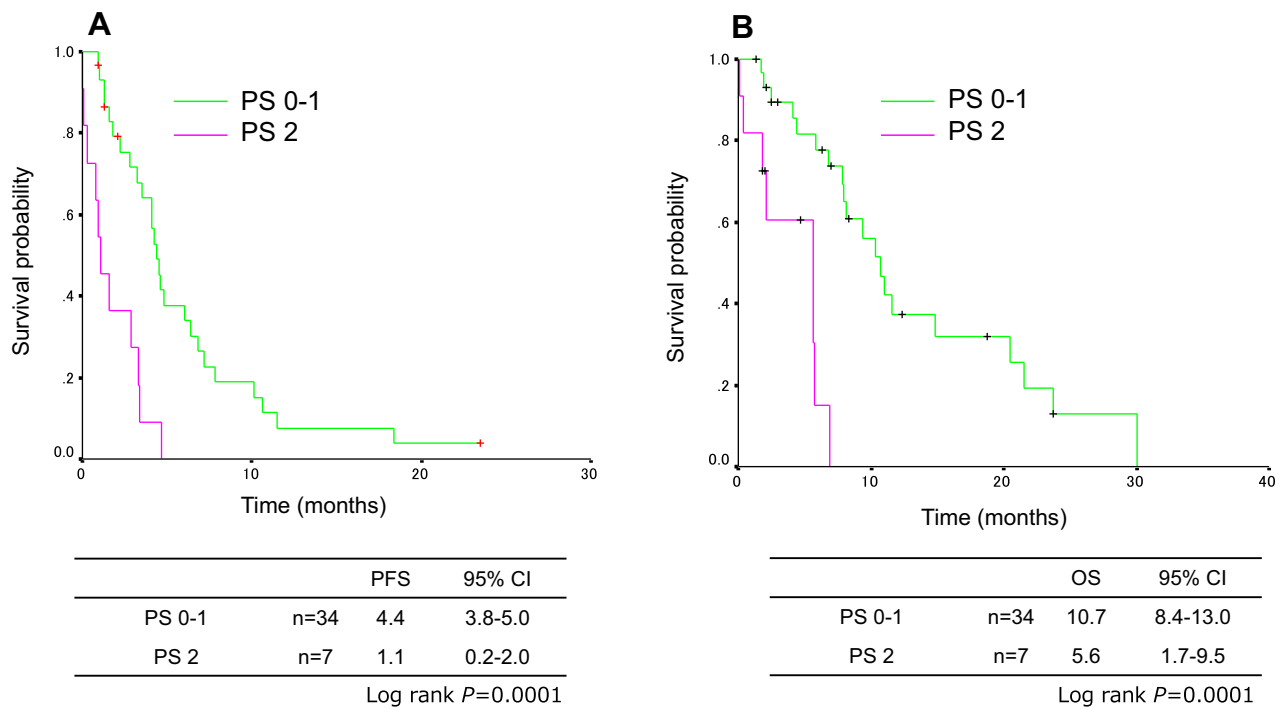 A
1.0
.8
.6
.4
.2
0.0
Survival probability
PS 0-1
PS 2
0 10 20 30
Time (months)
PFS 95% CI
PS 0-1 n=34 4.4 3.8-5.0
PS 2 n=7 1.1 0.2-2.0
Log rank P=0.0001
B
1.0
.8
.6
.4
.2
0.0
Survival probability
PS 0-1
PS 2
0 10 20 30 40
Time (months)
OS 95% CI
PS 0-1 n=34 10.7 8.4-13.0
PS 2 n=7 5.6 1.7-9.5
Log rank P=0.0001